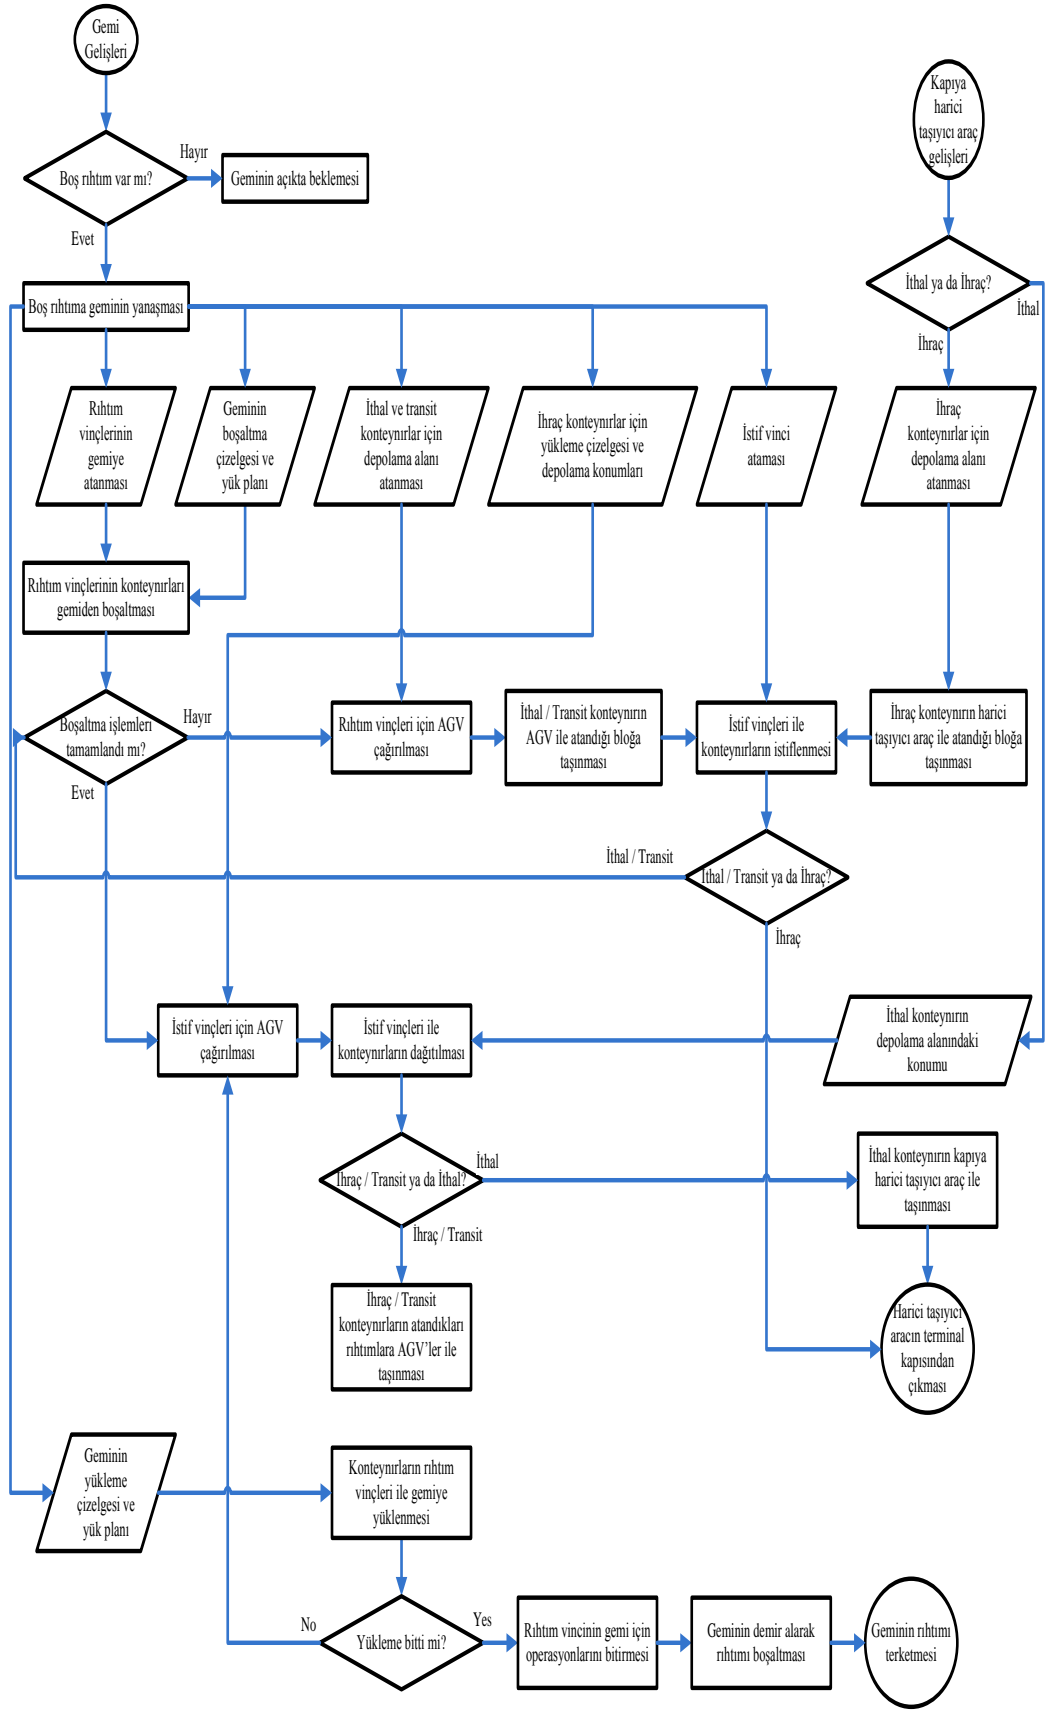 Gemi
Gelişleri
Kapıya
harici
taşıyıcı araç
gelişleri
Boş rıhtım var mı?
Hayır
Geminin açıkta beklemesi
Evet
İthal ya da İhraç?
İthal
İhraç
Boş rıhtıma geminin yanaşması
Rıhtım
vinçlerinin
gemiye
atanması
Geminin
boşaltma
çizelgesi ve
yük planı
İthal ve transit
konteynırlar için
depolama alanı
atanması
İhraç konteynırlar için
yükleme çizelgesi ve
depolama konumları
İstif vinci
ataması
İhraç
konteynırlar için
depolama alanı
atanması
Rıhtım vinçlerinin konteynırları
gemiden boşaltması
Boşaltma işlemleri
tamamlandı mı?
Hayır
Evet
Rıhtım vinçleri için AGV
çağırılması
İthal / Transit konteynırın
AGV ile atandığı bloğa
taşınması
İstif vinçleri ile
konteynırların istiflenmesi
İhraç konteynırın harici
taşıyıcı araç ile atandığı bloğa
taşınması
İthal / Transit
İthal / Transit ya da İhraç?
İhraç
İstif vinçleri için AGV
çağırılması
İstif vinçleri ile
konteynırların dağıtılması
İthal konteynırın
depolama alanındaki
konumu
İhraç / Transit ya da İthal?
İthal
İhraç / Transit
İthal konteynırın kapıya
harici taşıyıcı araç ile
taşınması
İhraç / Transit
konteynırların atandıkları
rıhtımlara AGV'ler ile
taşınması
Harici taşıyıcı
aracın terminal
kapısından
çıkması
Geminin
yükleme
çizelgesi ve
yük planı
Konteynırların rıhtım
vinçleri ile gemiye
yüklenmesi
No
Yükleme bitti mi?
Yes
Rıhtım vincinin gemi için
operasyonlarını bitirmesi
Geminin demir alarak
rıhtımı boşaltması
Geminin rıhtımı
terketmesi